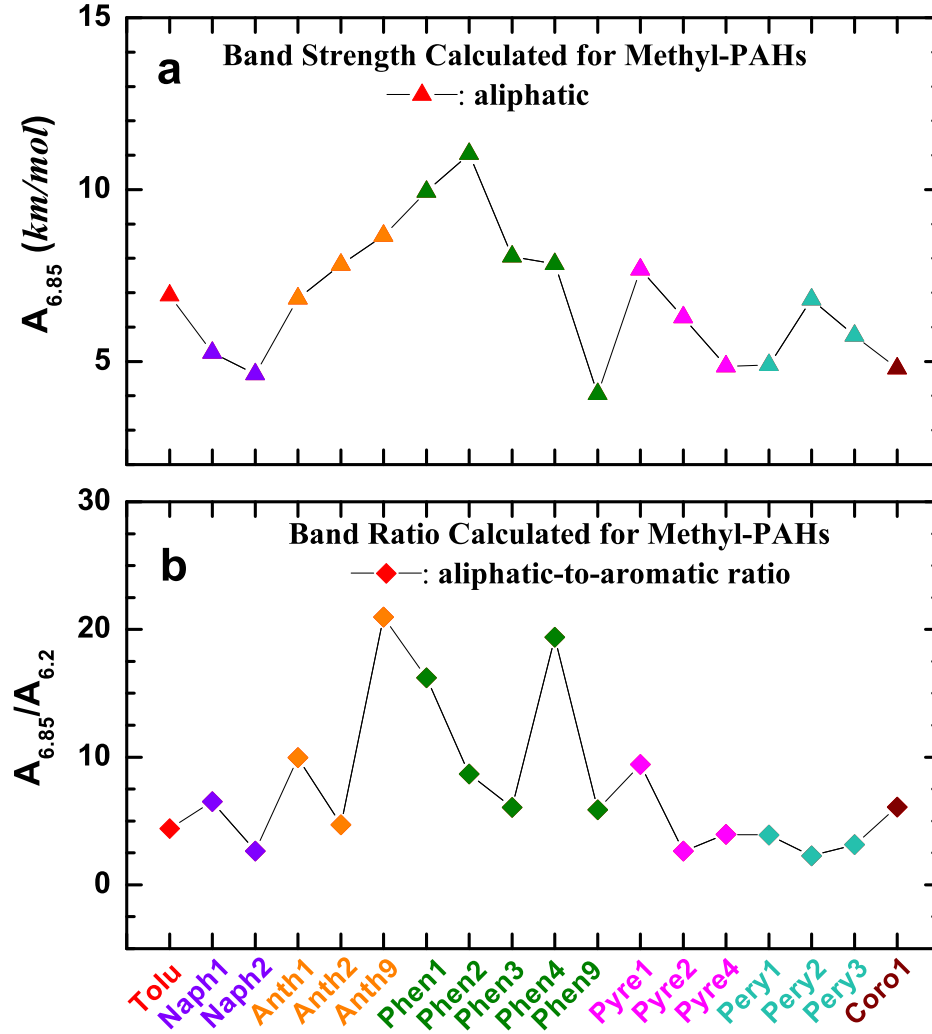 15
a
Band Strength Calculated for Methyl-PAHs
: aliphatic
10
5
A6.85 (km/mol)
30
Band Ratio Calculated for Methyl-PAHs
b
: aliphatic-to-aromatic ratio
20
10
0
A6.85/A6.2
Tolu
Naph1
Naph2
Anth1
Anth2
Anth9
Phen1
Phen2
Phen3
Phen4
Phen9
Pyre1
Pyre2
Pyre4
Pery1
Pery2
Pery3
Coro1